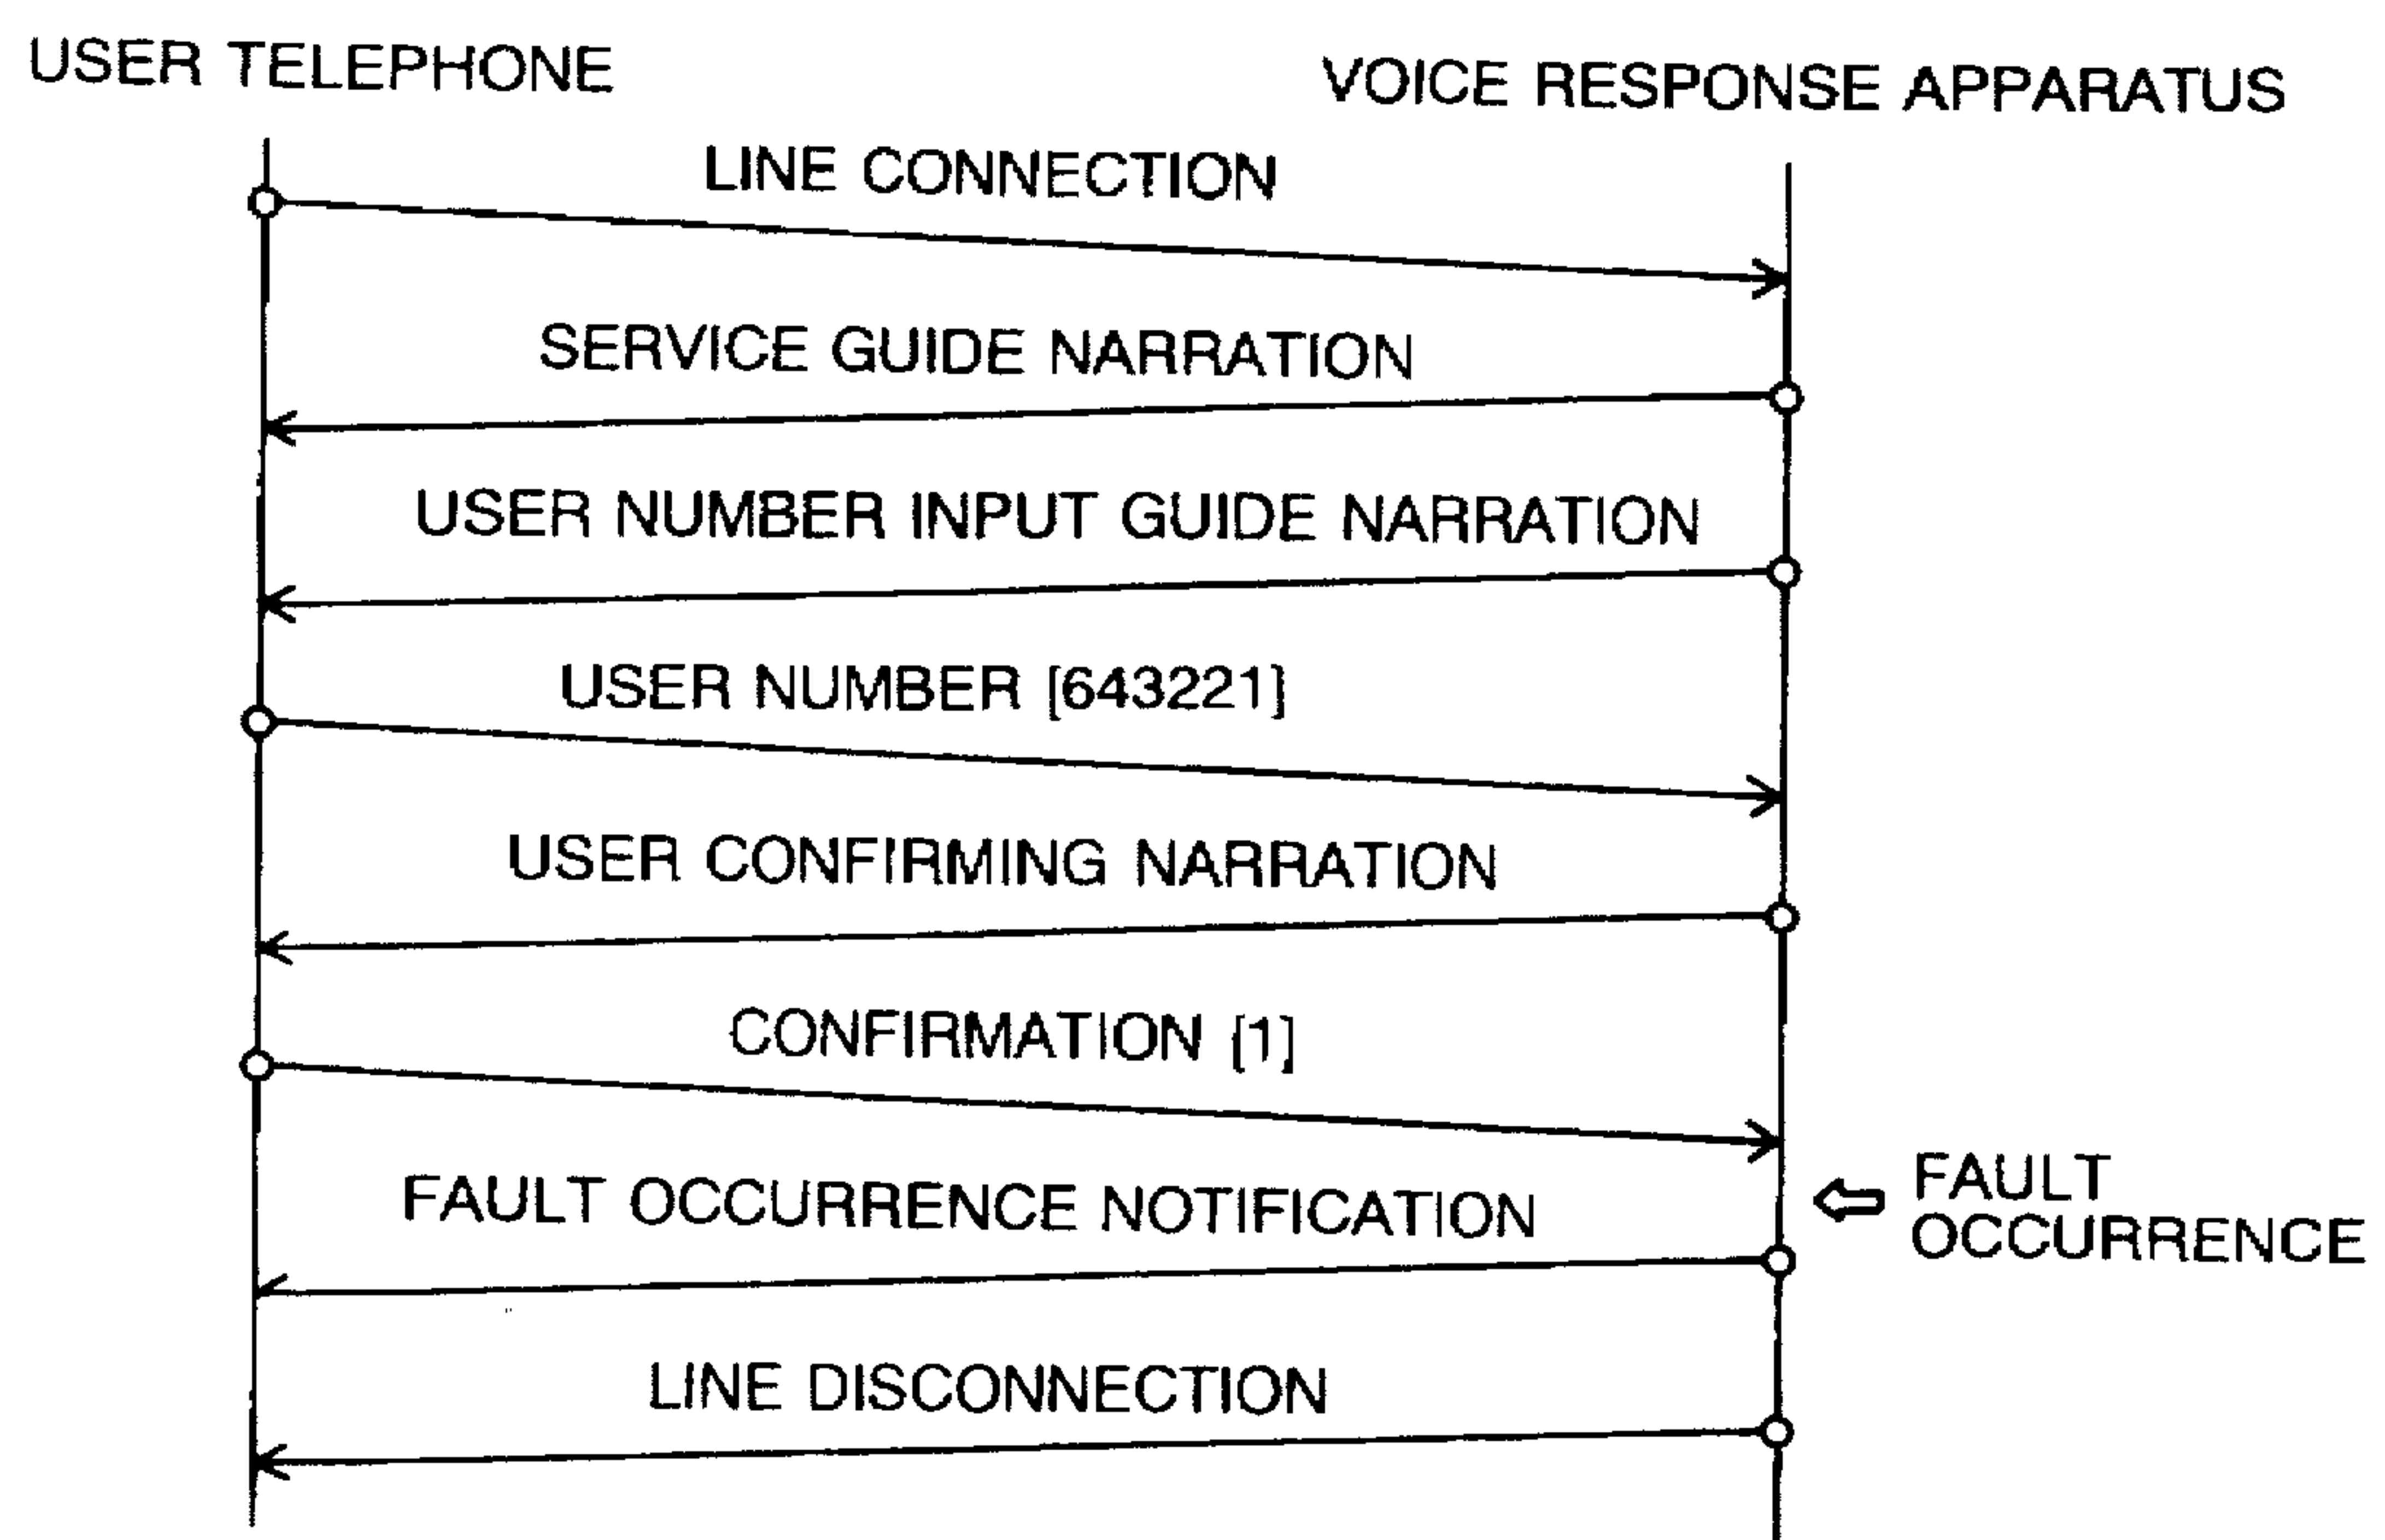 USER TELEPHONE
VOICE RESPONSE APPARATUS
LINE CONNECTION
SERVICE GUIDE NARRATION
USER NUMBER INPUT GUIDE NARRATION
USER NUMBER [643221]
USER CONFIRMING NARRATION
CONFIRMATION [1]
FAULT OCCURRENCE NOTIFICATION
FAULT
OCCURRENCE
LINE DISCONNECTION